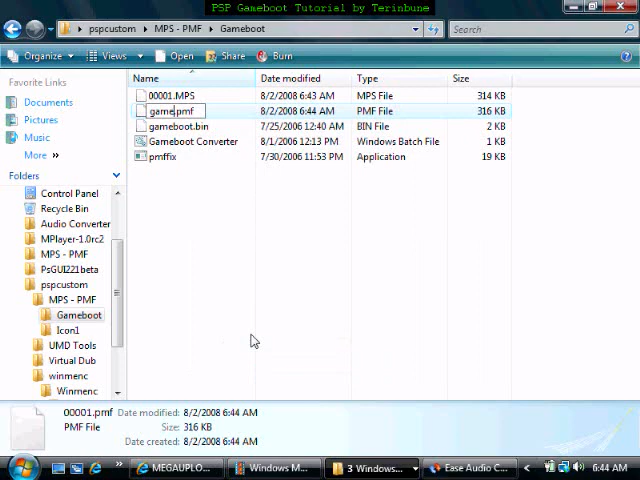 PSP Gameboot Tutorial by Terinbune
pspcustom MPS - PMF Gameboot Search
Organize Views Open Share Burn
Favorite Links
Documents
Pictures
Music
More »
Folders
Control Panel
Recycle Bin
Audio Converter
MPlayer-1.0rc2
MPS - PMF
PsGUI221beta
pspcustom
MPS - PMF
Gameboot
Icon1
UMD Tools
Virtual Dub
winmenc
Winmenc
Name Date modified Type Size
00001.MPS 8/2/2008 6:43 AM MPS File 314 KB
game.pmf 8/2/2008 6:44 AM PMF File 316 KB
gameboot.bin 7/25/2006 12:40 AM BIN File 2 KB
Gameboot Converter 8/1/2006 12:13 PM Windows Batch File 1 KB
pmffix 7/30/2006 11:53 PM Application 19 KB
00001.pmf Date modified: 8/2/2008 6:44 AM
PMF File Size: 316 KB
Date created: 8/2/2008 6:44 AM
» MEGAUPLO... Windows M... 3 Windows... Ease Audio C... 6:44 AM